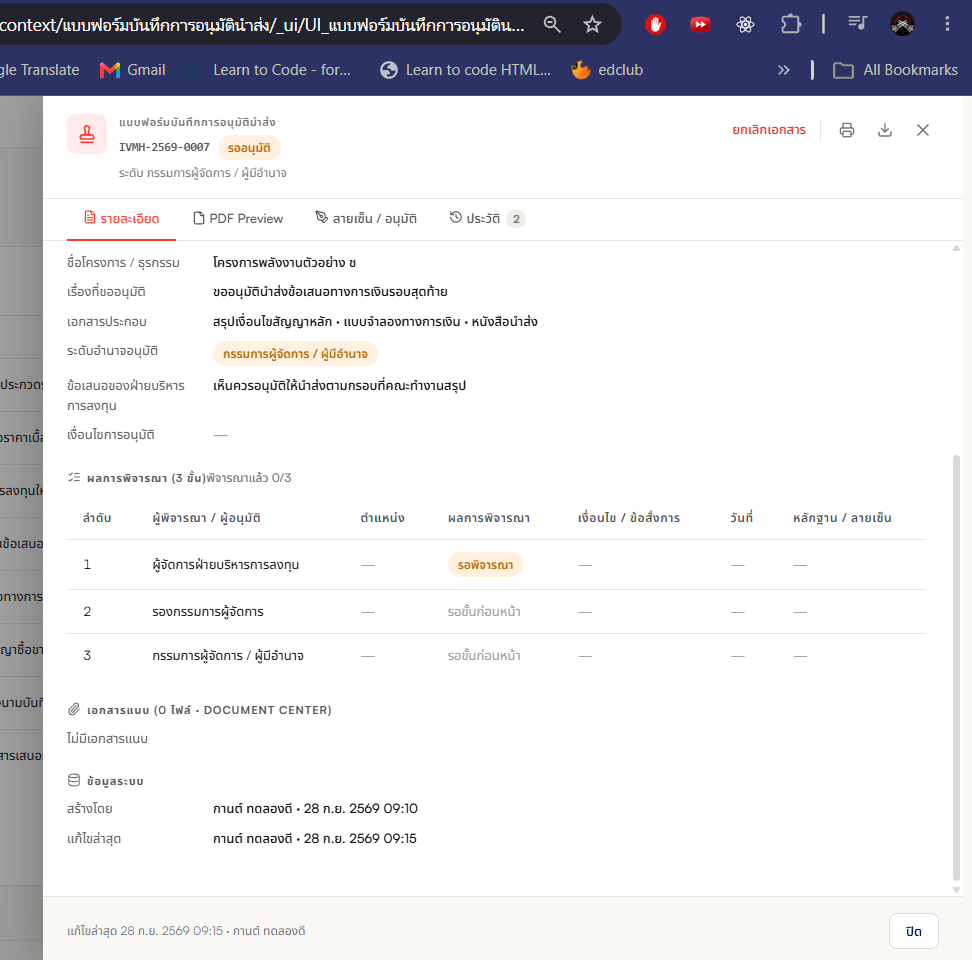 context/แบบฟอร์มบันทึกการอนุมัตินำส่ง/_ui/UI_แบบฟอร์มบันทึกการอนุมัติน...
gle Translate Gmail Learn to Code - for... Learn to code HTML... edclub » All Bookmarks
แบบฟอร์มบันทึกการอนุมัตินำส่ง
IVMH-2569-0007 รออนุมัติ
ระดับ กรรมการผู้จัดการ / ผู้มีอำนาจ
ยกเลิกเอกสาร
รายละเอียด PDF Preview ลายเซ็น / อนุมัติ ประวัติ 2
ชื่อโครงการ / ธุรกรรม โครงการพลังงานตัวอย่าง ช
เรื่องที่ขออนุมัติ ขออนุมัตินำส่งข้อเสนอทางการเงินรอบสุดท้าย
เอกสารประกอบ สรุปเงื่อนไขสัญญาหลัก • แบบจำลองทางการเงิน • หนังสือนำส่ง
ระดับอำนาจอนุมัติ กรรมการผู้จัดการ / ผู้มีอำนาจ
ข้อเสนอของฝ่ายบริหาร เห็นควรอนุมัติให้นำส่งตามกรอบที่คณะทำงานสรุป
การลงทุน
เงื่อนไขการอนุมัติ —
ผลการพิจารณา (3 ขั้น)พิจารณาแล้ว 0/3
ลำดับ ผู้พิจารณา / ผู้อนุมัติ ตำแหน่ง ผลการพิจารณา เงื่อนไข / ข้อสั่งการ วันที่ หลักฐาน / ลายเซ็น
1 ผู้จัดการฝ่ายบริหารการลงทุน — รอพิจารณา — — —
2 รองกรรมการผู้จัดการ — รอขั้นก่อนหน้า — — —
3 กรรมการผู้จัดการ / ผู้มีอำนาจ — รอขั้นก่อนหน้า — — —
เอกสารแนบ (0 ไฟล์ • DOCUMENT CENTER)
ไม่มีเอกสารแนบ
ข้อมูลระบบ
สร้างโดย กานต์ ทดลองดี • 28 ก.ย. 2569 09:10
แก้ไขล่าสุด กานต์ ทดลองดี • 28 ก.ย. 2569 09:15
แก้ไขล่าสุด 28 ก.ย. 2569 09:15 • กานต์ ทดลองดี
ปิด